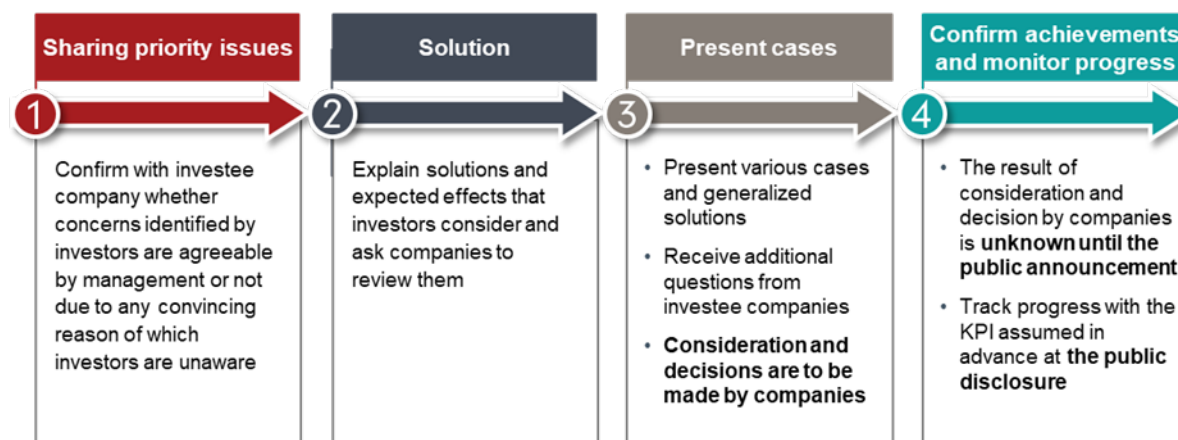 Sharing priority issues
1
Confirm with investee
company whether
concerns identified by
investors are agreeable
by management or not
due to any convincing
reason of which
investors are unaware
Solution
2
Explain solutions and
expected effects that
investors consider and
ask companies to
review them
Present cases
3
• Present various cases
and generalized
solutions
• Receive additional
questions from
investee companies
• Consideration and
decisions are to be
made by companies
Confirm achievements
and monitor progress
4
• The result of
consideration and
decision by companies
is unknown until the
public announcement
• Track progress with the
KPI assumed in
advance at the public
disclosure